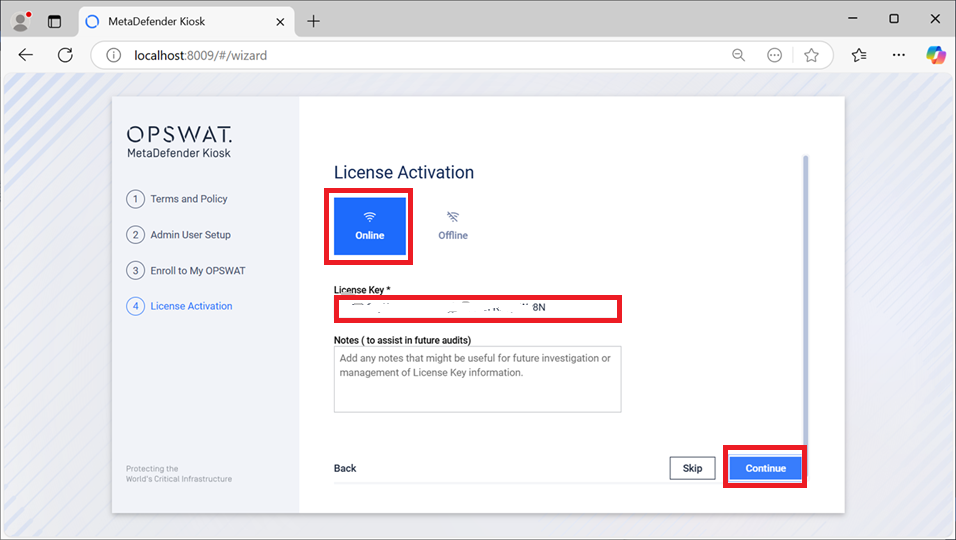 MetaDefender Kiosk
localhost:8009/#/wizard
OPSWAT.
MetaDefender Kiosk
1 Terms and Policy
2 Admin User Setup
3 Enroll to My OPSWAT
4 License Activation
Protecting the
World's Critical Infrastructure
License Activation
Online
Offline
License Key *
8N
Notes ( to assist in future audits)
Add any notes that might be useful for future investigation or
management of License Key information.
Back
Skip
Continue